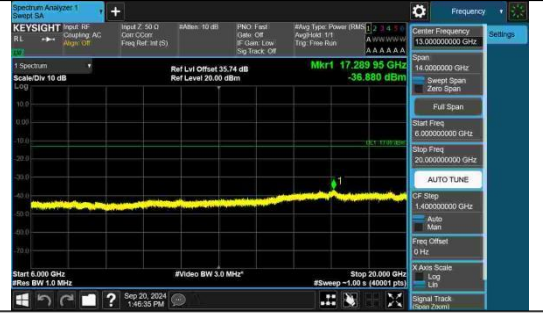 Spectrum Analyzer 1
Swept SA
+
Frequency
KEYSIGHT
RL
Input: RF
Coupling: AC
Align: Off
Input Z: 50 Ω
Corr CCorr
Freq Ref: Int (S)
#Atten: 10 dB
PNO: Fast
Gate: Off
IF Gain: Low
Sig Track: Off
#Avg Type: Power (RMS)
Avg|Hold: 1/1
Trig: Free Run
1 2 3 4 5 6
A W W W W W
A A A A A A
1 Spectrum
Scale/Div 10 dB
Log
Ref Lvl Offset 35.74 dB
Ref Level 20.00 dBm
Mkr1 17.289 95 GHz
-36.880 dBm
10.0
0.00
-10.0
-20.0
-30.0
-40.0
-50.0
-60.0
-70.0
1
Start 6.000 GHz
#Res BW 1.0 MHz
#Video BW 3.0 MHz*
Stop 20.000 GHz
#Sweep ~1.00 s (40001 pts)
Sep 20, 2024
1:46:35 PM
?
Center Frequency
13.000000000 GHz
Settings
Span
14.0000000 GHz
Swept Span
Zero Span
Full Span
Start Freq
6.000000000 GHz
Stop Freq
20.000000000 GHz
AUTO TUNE
CF Step
1.400000000 GHz
Auto
Man
Freq Offset
0 Hz
X Axis Scale
Log
Lin
Signal Track
(Span Zoom)